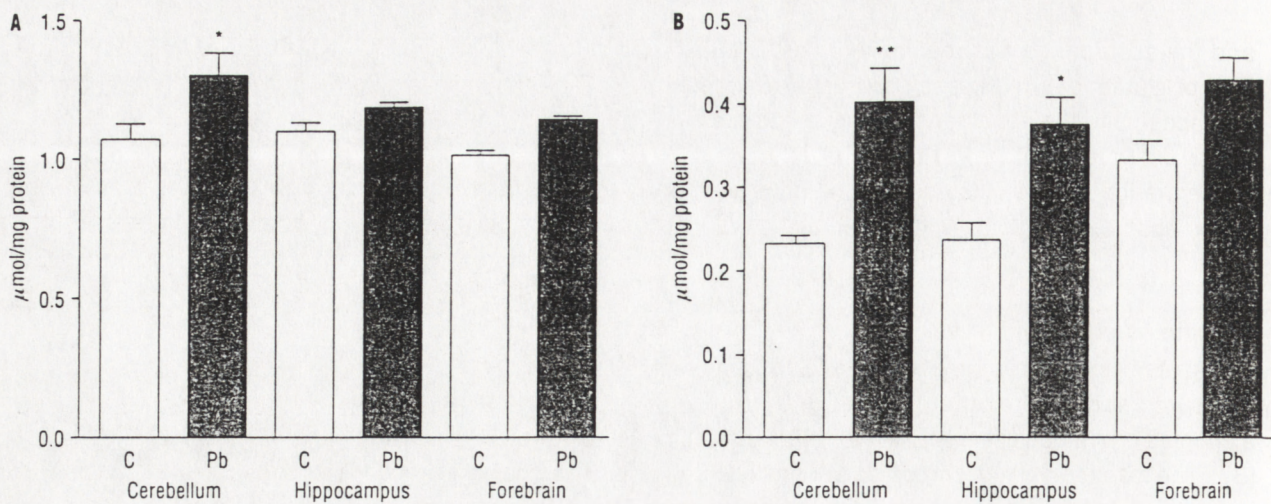 A
1.5
1.0
0.5
0.0
μmol/mg protein
*
C Pb C Pb C Pb
Cerebellum Hippocampus Forebrain
B
0.5
0.4
0.3
0.2
0.1
0.0
μmol/mg protein
**
*
C Pb C Pb C Pb
Cerebellum Hippocampus Forebrain